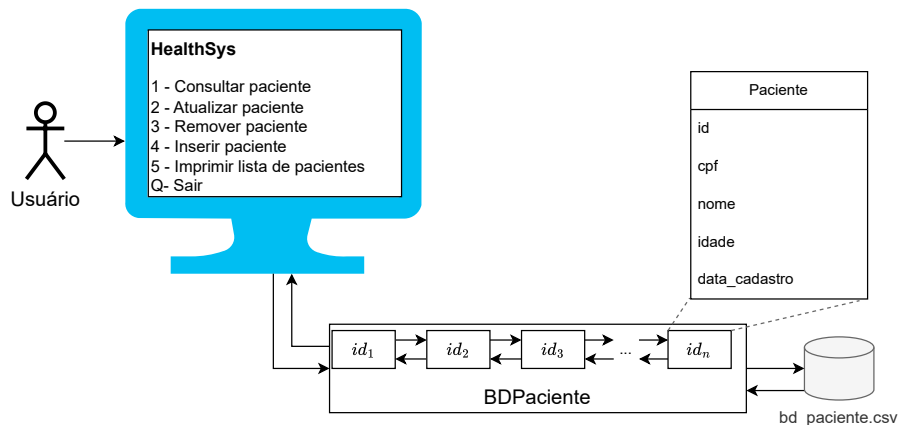 HealthSys
1 - Consultar paciente
2 - Atualizar paciente
3 - Remover paciente
4 - Inserir paciente
5 - Imprimir lista de pacientes
Q- Sair
Usuário
Paciente
id
cpf
nome
idade
data_cadastro
id₁
id₂
id₃
...
idₙ
BDPaciente
bd_paciente.csv